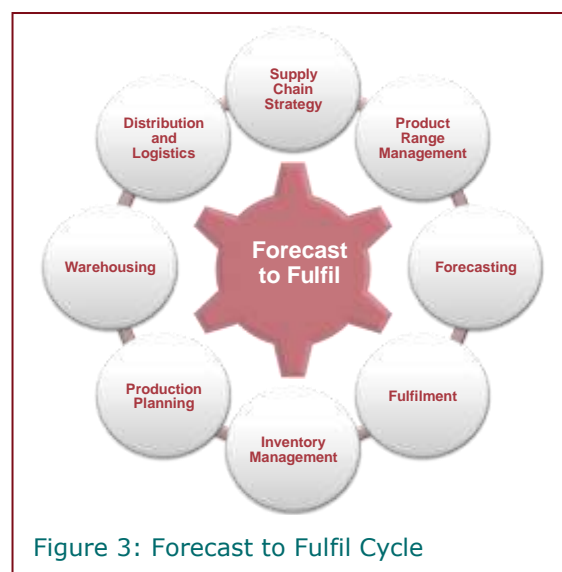 Supply
Chain
Strategy
Product
Range
Management
Forecasting
Fulfilment
Inventory
Management
Production
Planning
Warehousing
Distribution
and
Logistics
Forecast
to Fulfil
Figure 3: Forecast to Fulfil Cycle